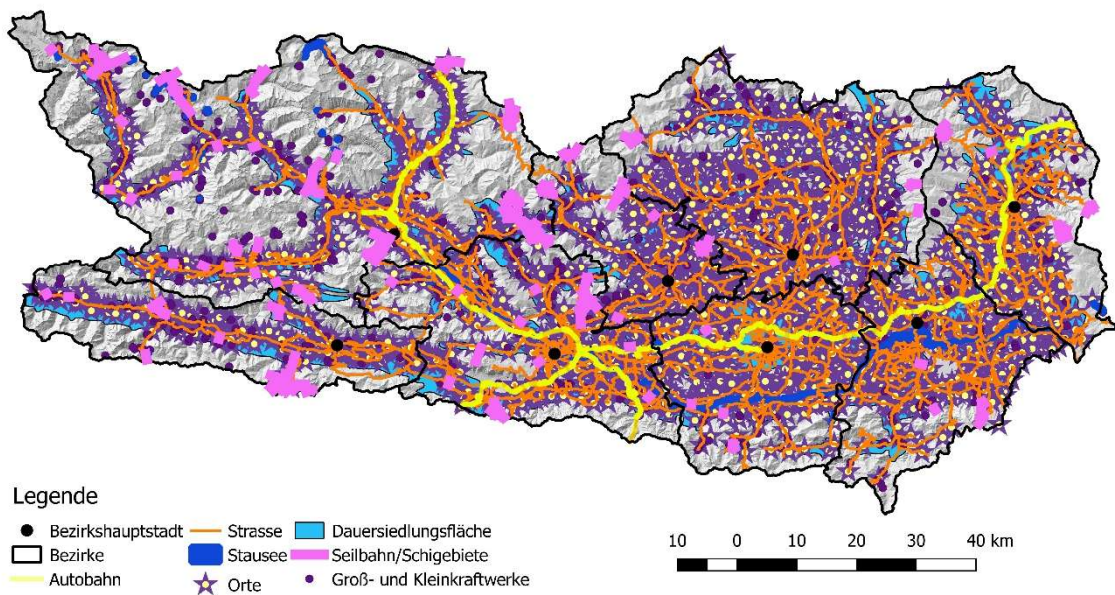 Legende
Bezirkshauptstadt Strasse Dauersiedlungsfläche
Bezirke Stausee Seilbahn/Schigebiete
Autobahn Orte Groß- und Kleinkraftwerke
10 0 10 20 30 40 km